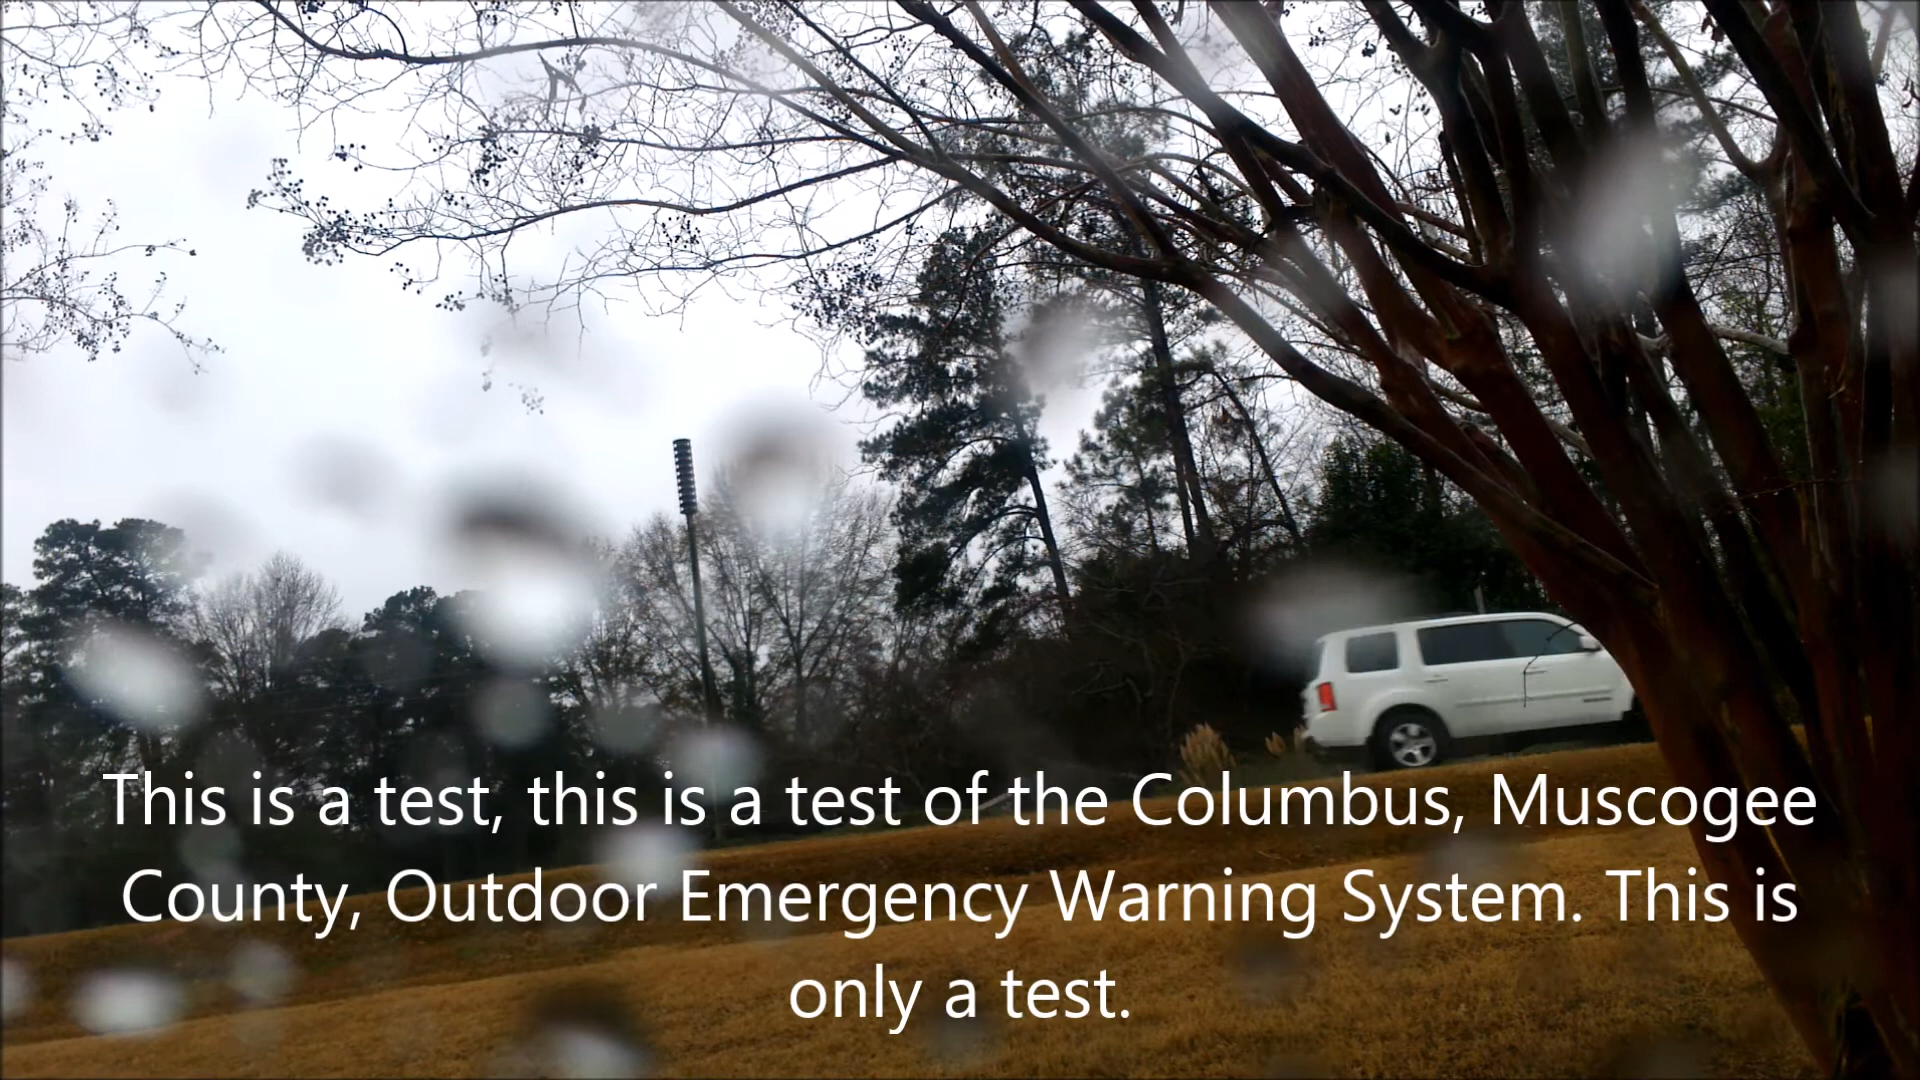 This is a test, this is a test of the Columbus, Muscogee
County, Outdoor Emergency Warning System. This is
only a test.